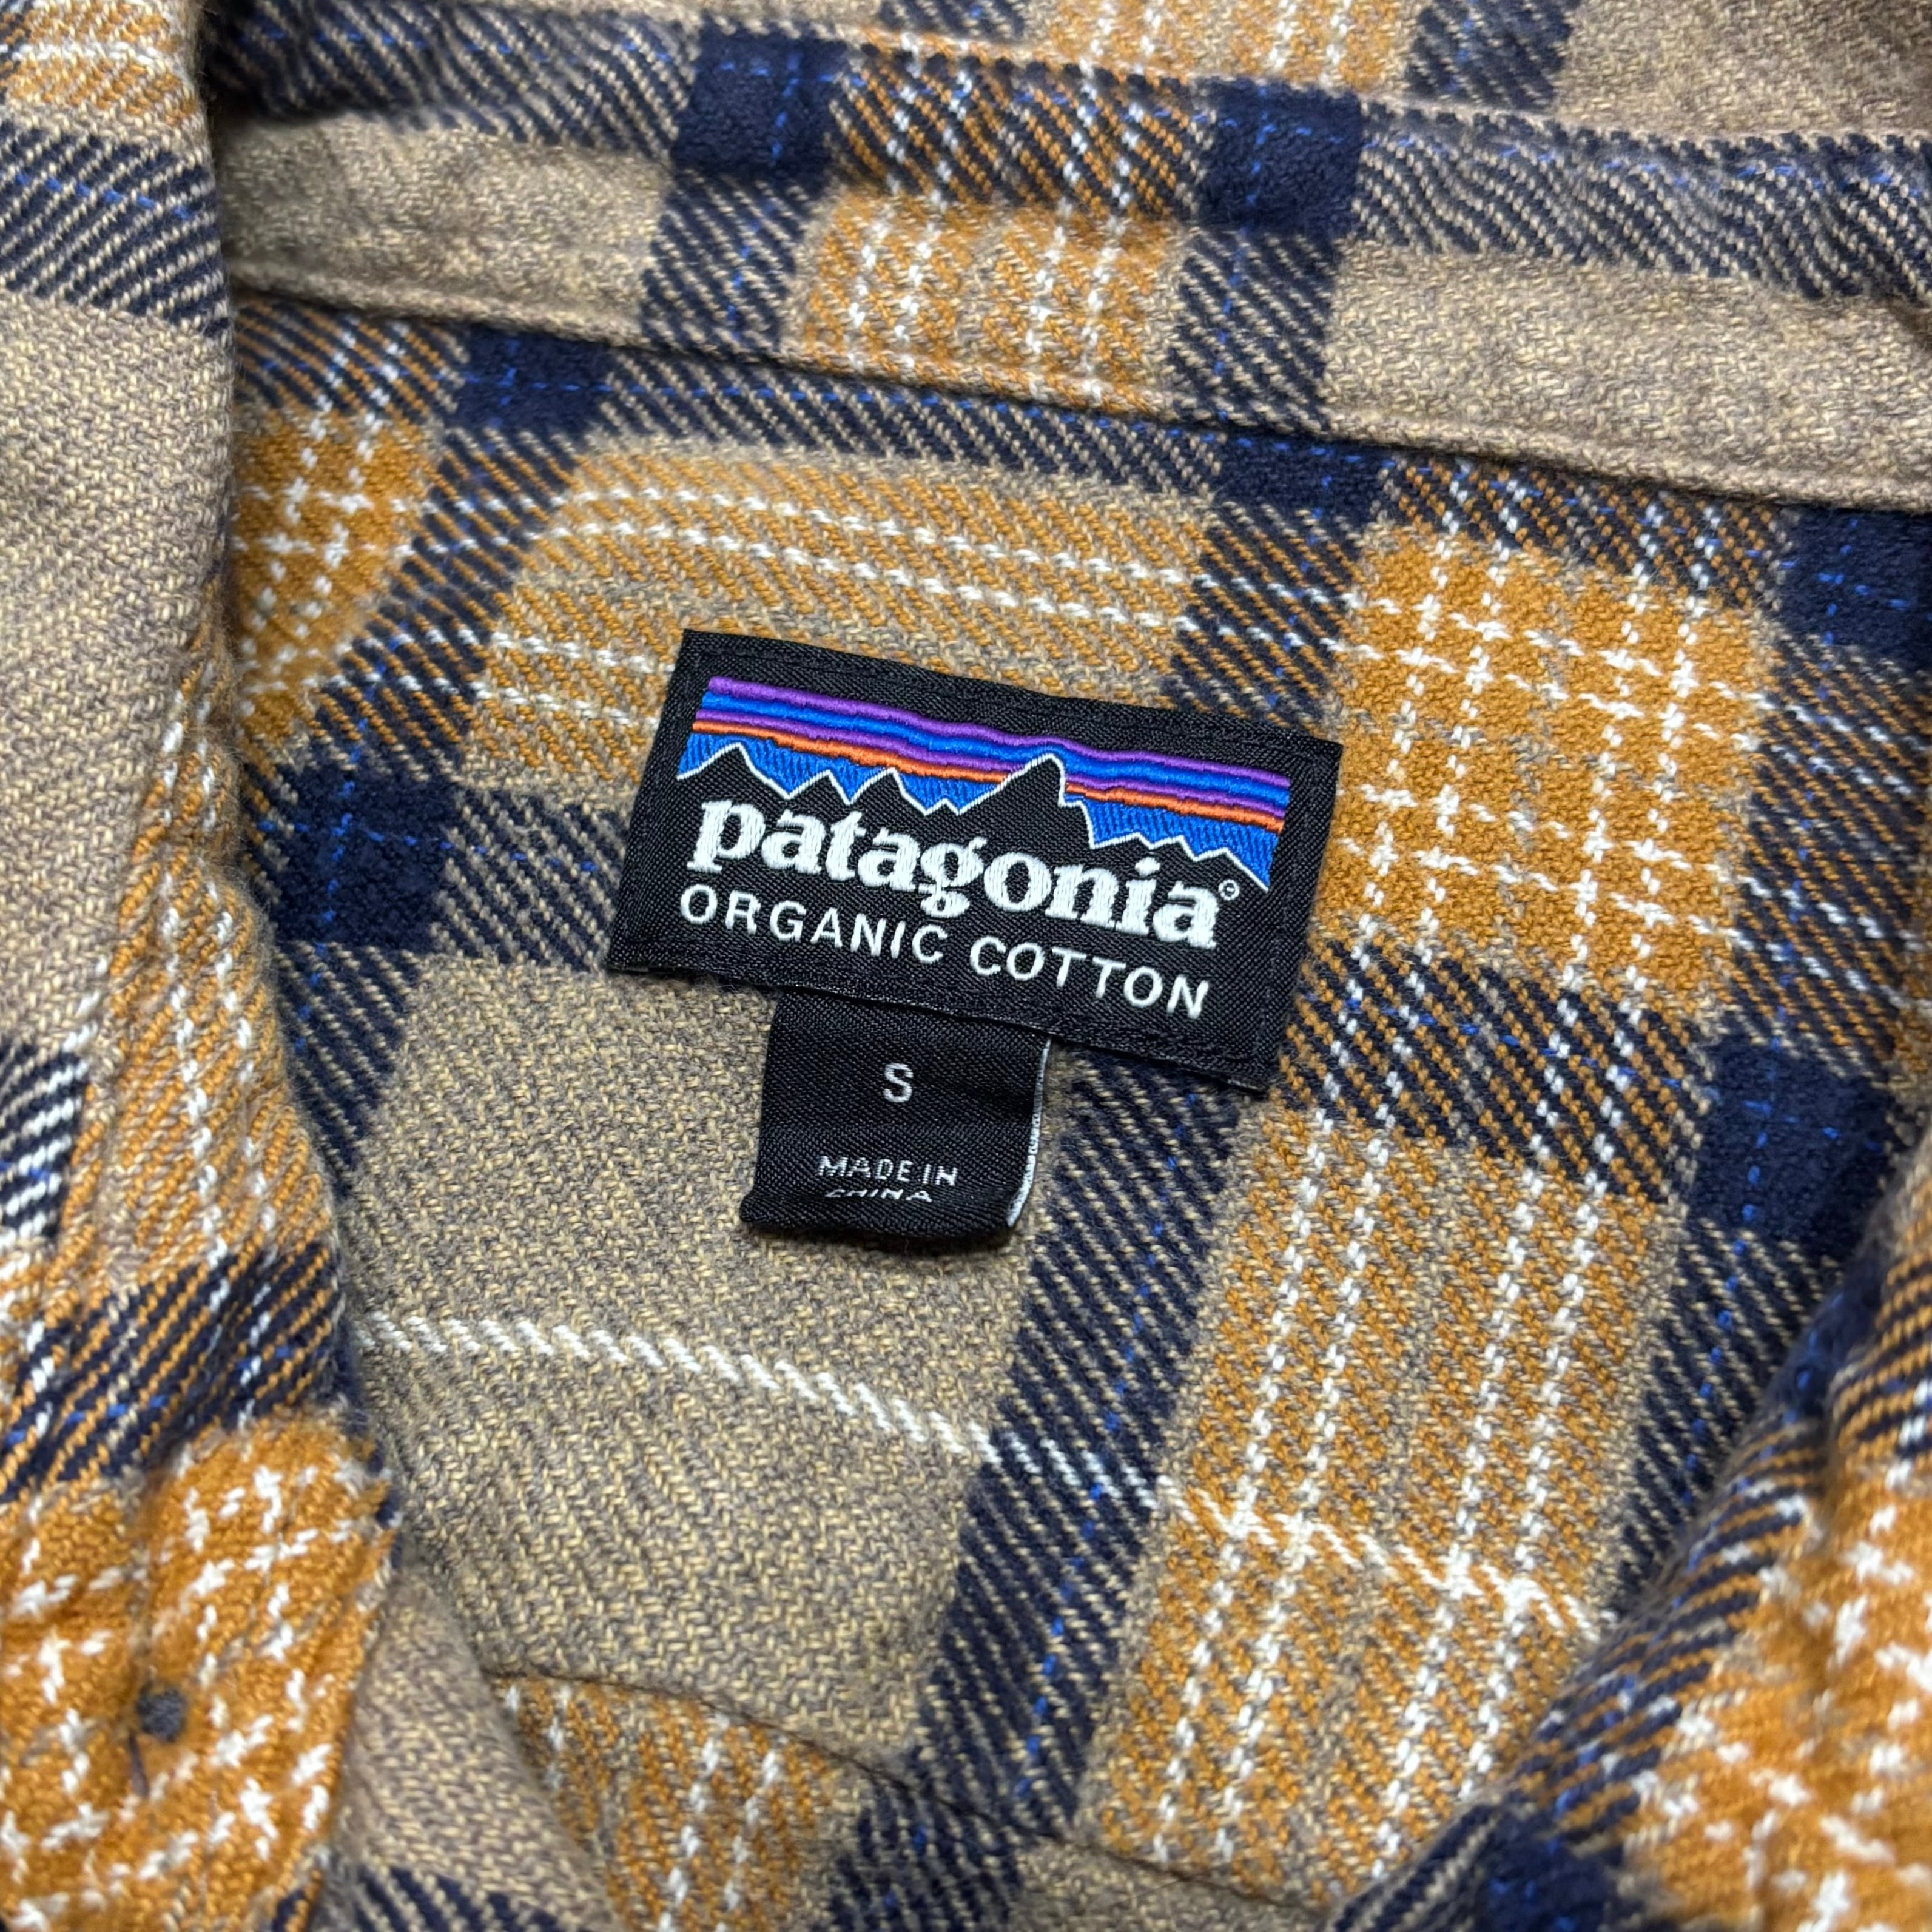 patagonia®
ORGANIC COTTON
S
MADE IN
CHINA